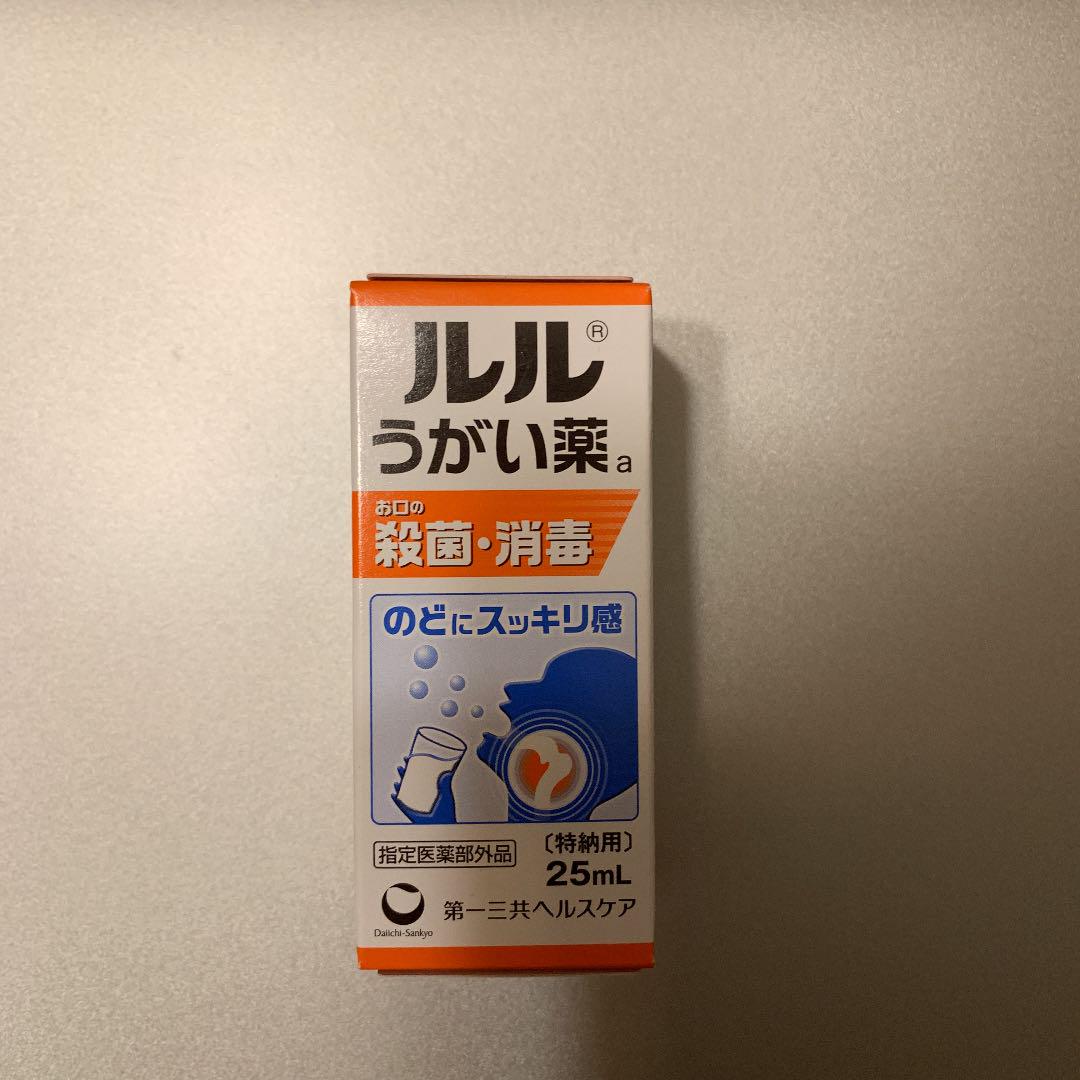 ルル®
うがい薬a
お口の
殺菌・消毒
のどにスッキリ感
指定医薬部外品
〔特納用〕
25mL
Daiichi-Sankyo
第一三共ヘルスケア